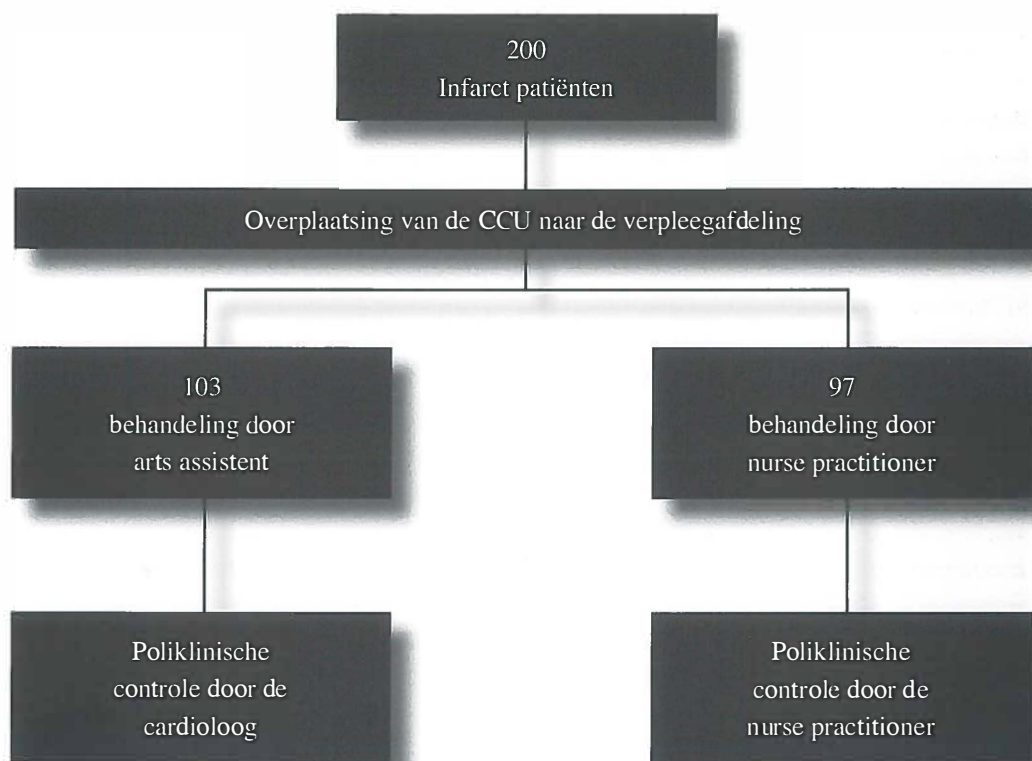 200
Infarct patiënten
Overplaatsing van de CCU naar de verpleegafdeling
103
behandeling door
arts assistent
97
behandeling door
nurse practitioner
Poliklinische
controle door de
cardioloog
Poliklinische
controle door de
nurse practitioner